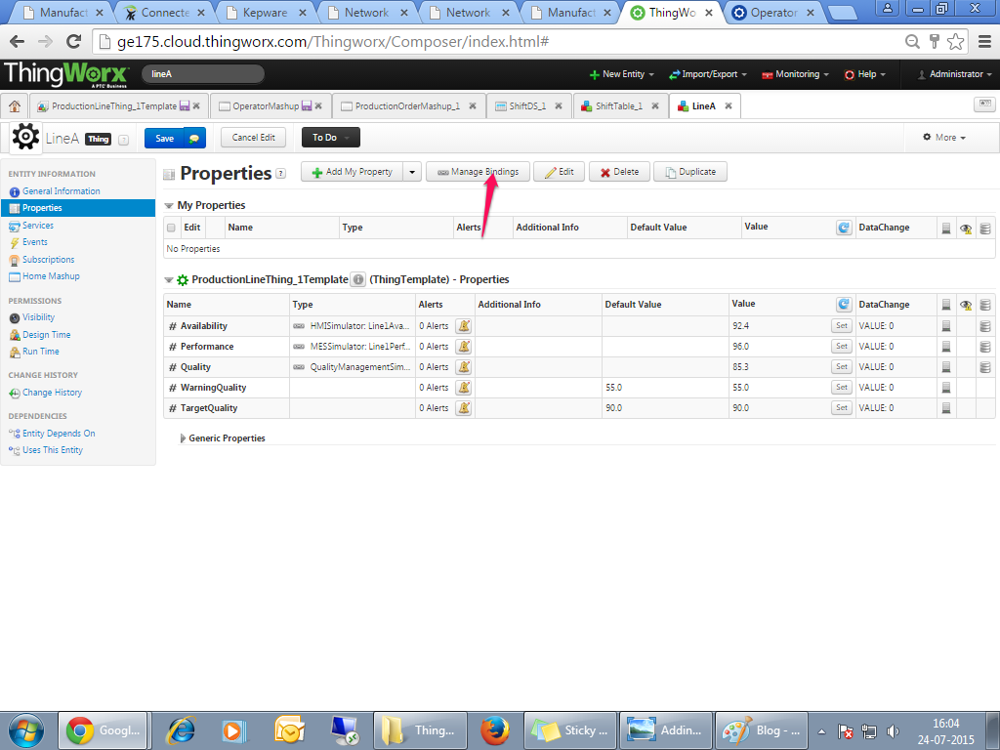 Manufact
Connecte
Kepware
Network
Network
Manufact
ThingWo
Operator
ge175.cloud.thingworx.com/Thingworx/Composer/index.html#
ThingWorx
A PTC Business
lineA
New Entity
Import/Export
Monitoring
Help
Administrator
ProductionLineThing_1Template
OperatorMashup
ProductionOrderMashup_1
ShiftDS_1
ShiftTable_1
LineA
LineA Thing
Save
Cancel Edit
To Do
More
ENTITY INFORMATION
General Information
Properties
Services
Events
Subscriptions
Home Mashup
PERMISSIONS
Visibility
Design Time
Run Time
CHANGE HISTORY
Change History
DEPENDENCIES
Entity Depends On
Uses This Entity
Properties ?
Add My Property
Manage Bindings
Edit
Delete
Duplicate
My Properties
Edit Name Type Alerts Additional Info Default Value Value DataChange
No Properties
ProductionLineThing_1Template (ThingTemplate) - Properties
Name Type Alerts Additional Info Default Value Value DataChange
# Availability HMISimulator: Line1Ava... 0 Alerts 92.4 Set VALUE: 0
# Performance MESSimulator: Line1Perf... 0 Alerts 96.0 Set VALUE: 0
# Quality QualityManagementSim... 0 Alerts 85.3 Set VALUE: 0
# WarningQuality 0 Alerts 55.0 55.0 Set VALUE: 0
# TargetQuality 0 Alerts 90.0 90.0 Set VALUE: 0
Generic Properties
Googl...
Thing...
Sticky ...
Addin...
Blog - ...
16:04
24-07-2015